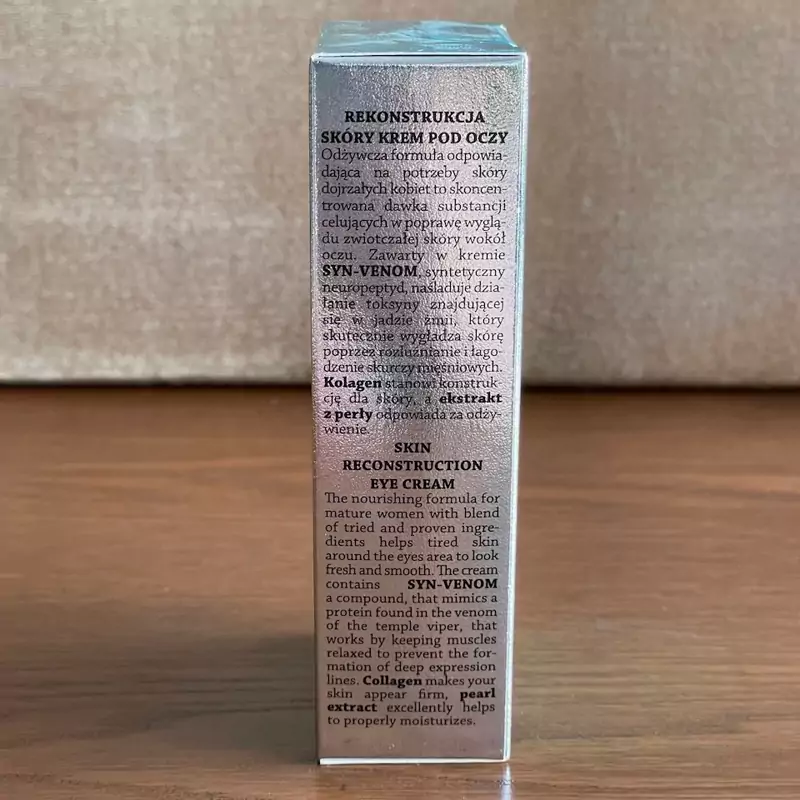 REKONSTRUKCJA
SKÓRY KREM POD OCZY
Odżywcza formuła odpowia-
dająca na potrzeby skóry
dojrzałych kobiet to skoncen-
trowana dawka substancji
celujących w poprawę wyglą-
du zwiotczałej skóry wokół
oczu. Zawarty w kremie
SYN-VENOM, syntetyczny
neuropeptyd, naśladuje dzia-
łanie toksyny znajdującej
się w jadzie żmii, który
skutecznie wygładza skórę
poprzez rozluźnianie i łago-
dzenie skurczy mięśniowych.
Kolagen stanowi konstruk-
cję dla skóry, a ekstrakt
z perły odpowiada za odży-
wienie.
SKIN
RECONSTRUCTION
EYE CREAM
The nourishing formula for
mature women with blend
of tried and proven ingre-
dients helps tired skin
around the eyes area to look
fresh and smooth. The cream
contains SYN-VENOM
a compound, that mimics a
protein found in the venom
of the temple viper, that
works by keeping muscles
relaxed to prevent the for-
mation of deep expression
lines. Collagen makes your
skin appear firm, pearl
extract excellently helps
to properly moisturizes.